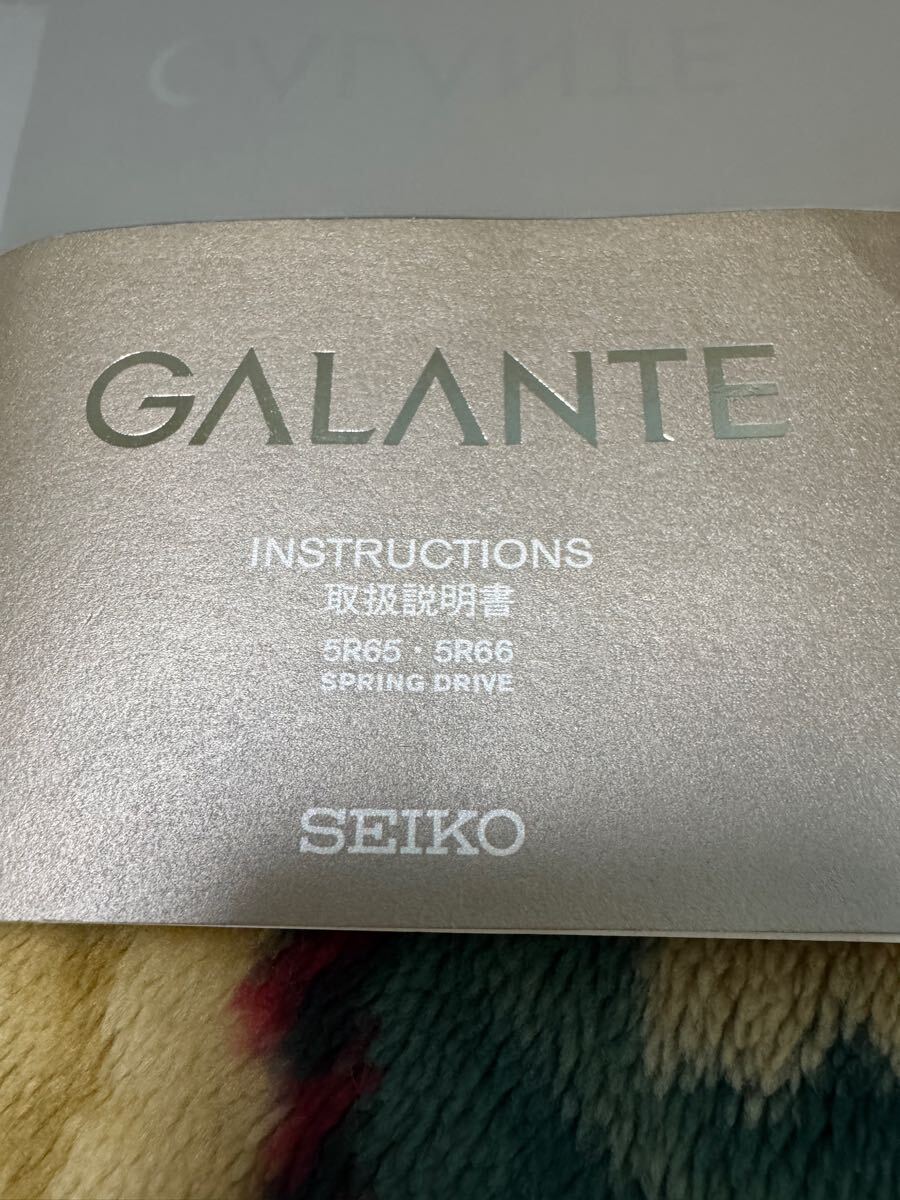 GALANTE
INSTRUCTIONS
取扱説明書
5R65・5R66
SPRING DRIVE
SEIKO